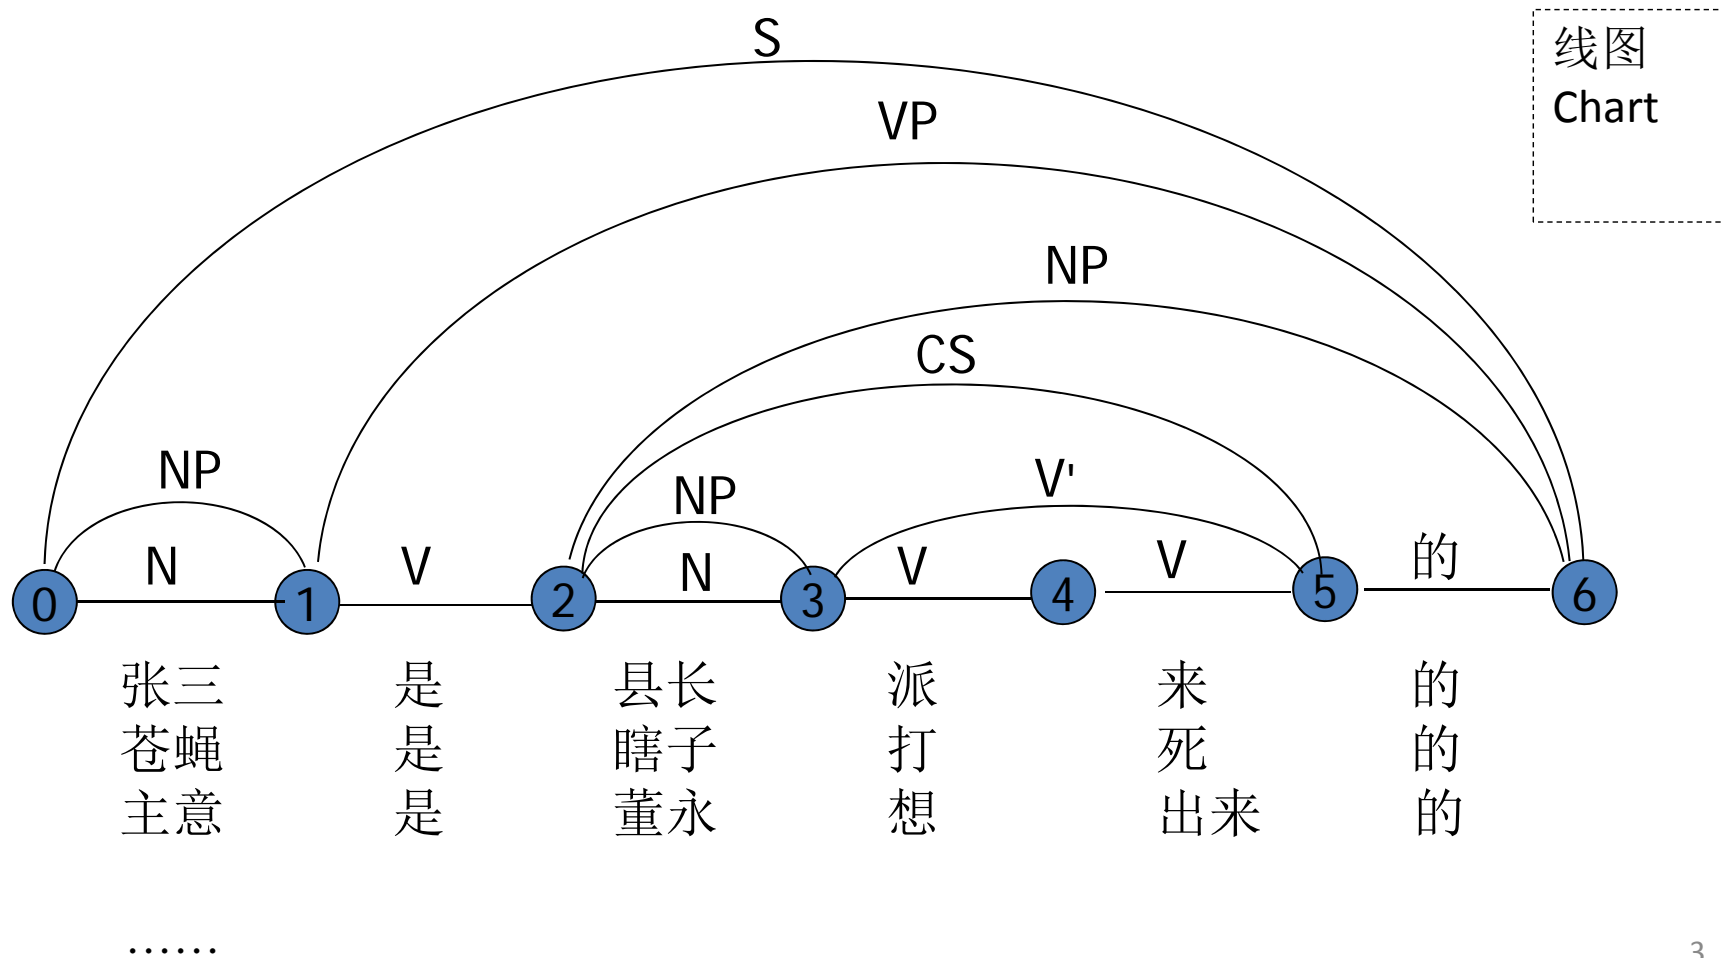 S
线图
Chart
VP
NP
CS
NP
NP
V'
N
V
N
V
V
的
0
1
2
3
4
5
6
张三 是 县长 派 来 的
苍蝇 是 瞎子 打 死 的
主意 是 董永 想 出来 的
……
3